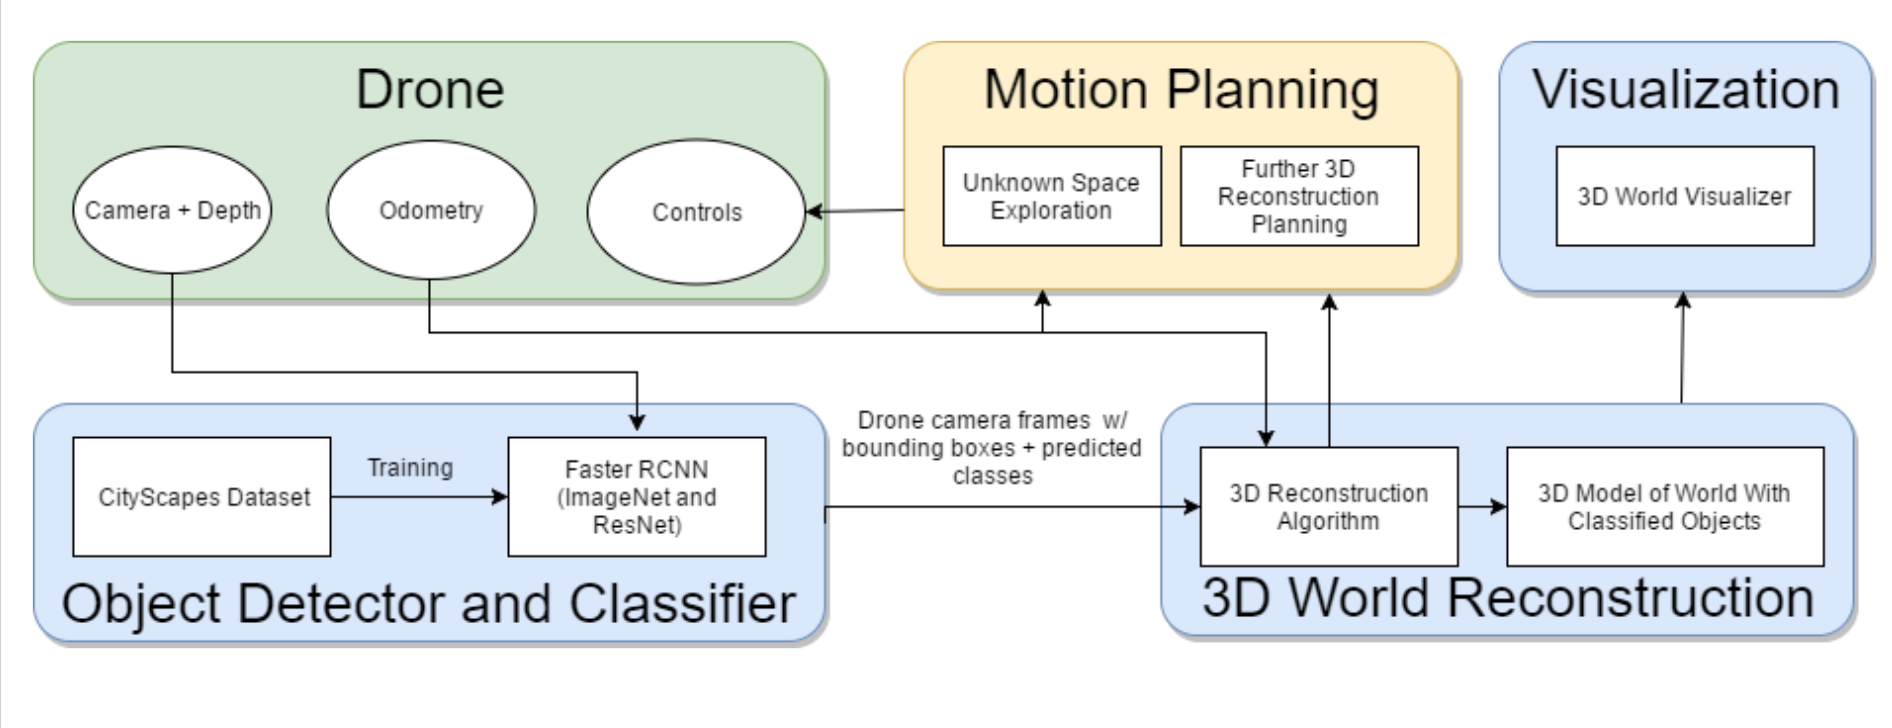 Drone
Camera + Depth
Odometry
Controls
Motion Planning
Unknown Space
Exploration
Further 3D
Reconstruction
Planning
Visualization
3D World Visualizer
CityScapes Dataset
Training
Faster RCNN
(ImageNet and
ResNet)
Object Detector and Classifier
Drone camera frames w/
bounding boxes + predicted
classes
3D Reconstruction
Algorithm
3D Model of World With
Classified Objects
3D World Reconstruction